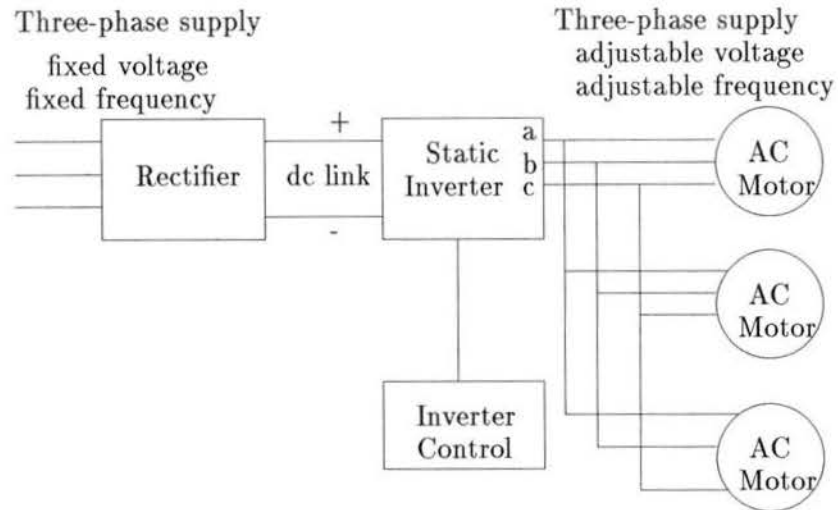 Three-phase supply
fixed voltage
fixed frequency
Three-phase supply
adjustable voltage
adjustable frequency
Rectifier
+
dc link
-
Static
Inverter
a
b
c
AC
Motor
AC
Motor
Inverter
Control
AC
Motor